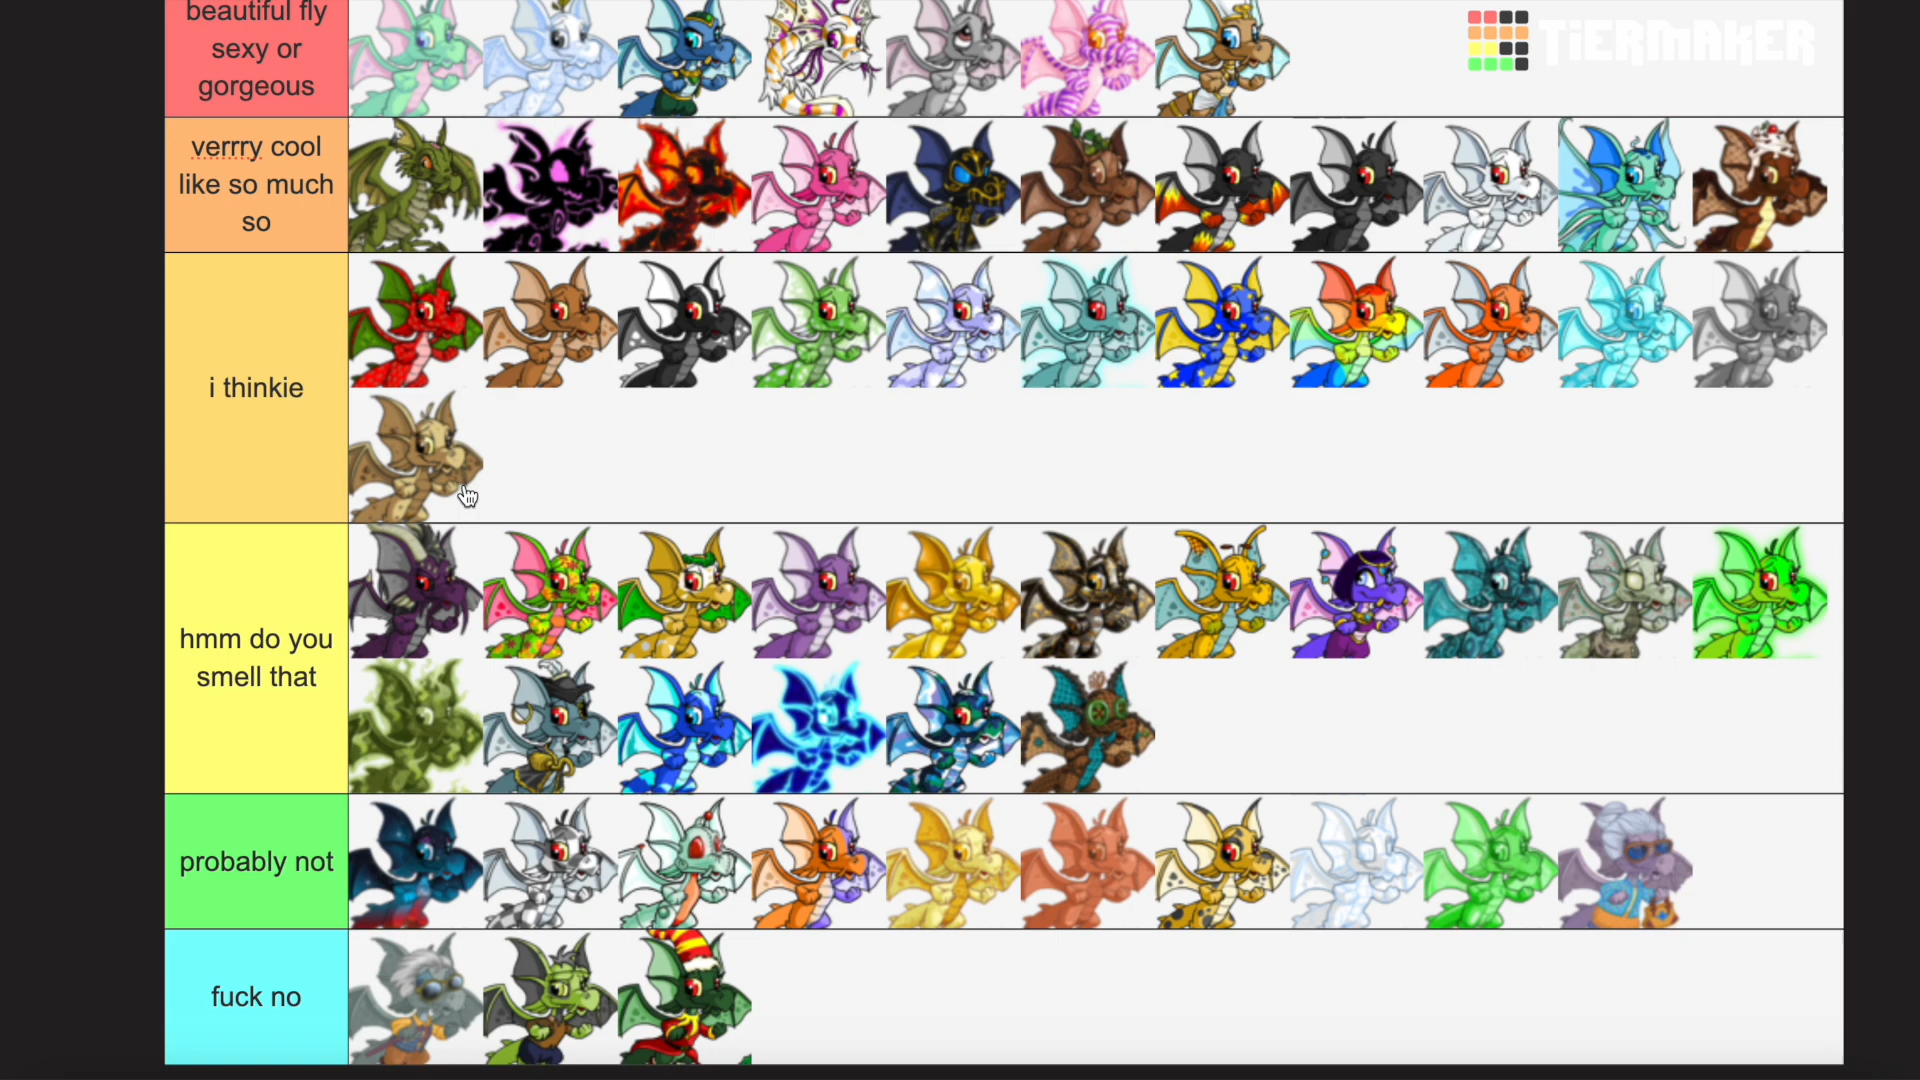 beautiful fly
sexy or
gorgeous
TiERMAKER
verrry cool
like so much
so
i thinkie
hmm do you
smell that
probably not
fuck no